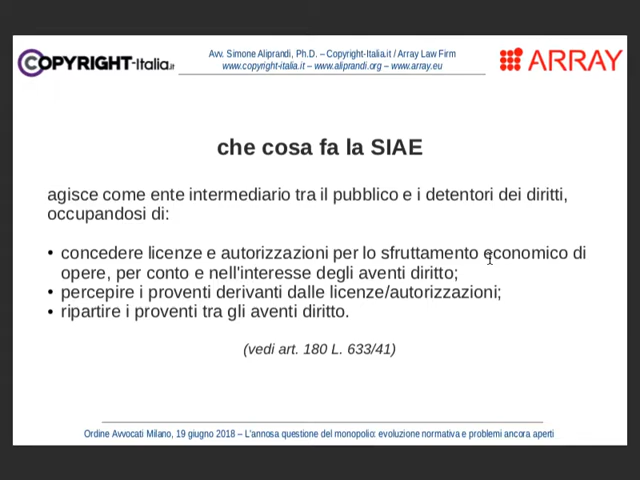 COPYRIGHT-Italia.it
Avv. Simone Aliprandi, Ph.D. – Copyright-Italia.it / Array Law Firm
www.copyright-italia.it – www.aliprandi.org – www.array.eu
ARRAY
che cosa fa la SIAE
agisce come ente intermediario tra il pubblico e i detentori dei diritti,
occupandosi di:
• concedere licenze e autorizzazioni per lo sfruttamento economico di
opere, per conto e nell'interesse degli aventi diritto;
• percepire i proventi derivanti dalle licenze/autorizzazioni;
• ripartire i proventi tra gli aventi diritto.
(vedi art. 180 L. 633/41)
Ordine Avvocati Milano, 19 giugno 2018 – L'annosa questione del monopolio: evoluzione normativa e problemi ancora aperti